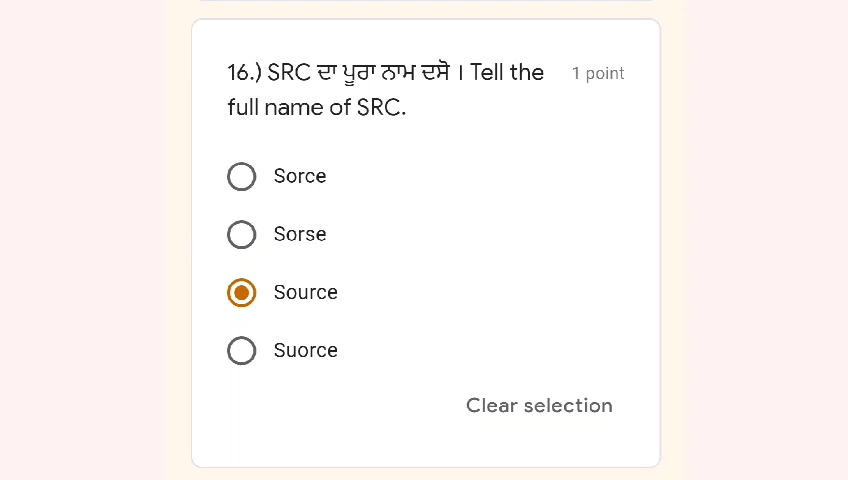 16.) SRC ਦਾ ਪੂਰਾ ਨਾਮ ਦਸੋ । Tell the 1 point
full name of SRC.
Sorce
Sorse
Source
Suorce
Clear selection